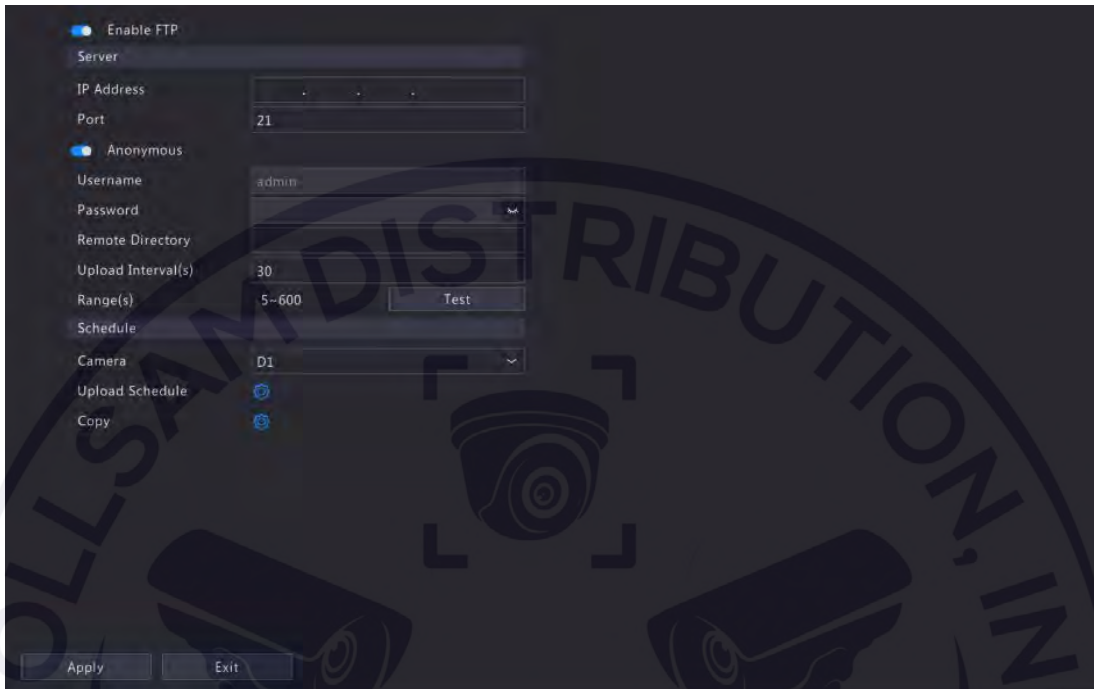 Enable FTP
Server
IP Address . . .
Port 21
Anonymous
Username admin
Password
Remote Directory
Upload Interval(s) 30
Range(s) 5~600 Test
Schedule
Camera D1
Upload Schedule
Copy
Apply Exit
OLLSAM DISTRIBUTION, IN